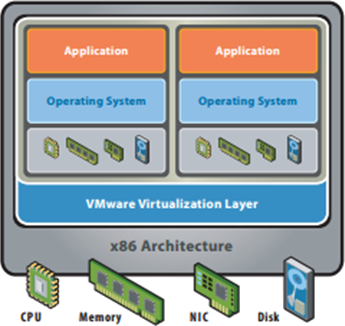 Application Application
Operating System Operating System
VMware Virtualization Layer
x86 Architecture
CPU Memory NIC Disk